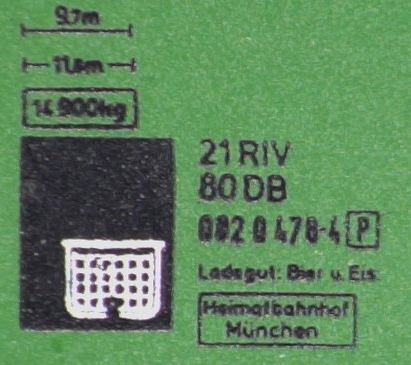 9.7m
11.6m
14 900kg
21 RIV
80 DB
082 0 478-4 P
Ladegut: Bier u. Eis
Heimatbahnhof
München